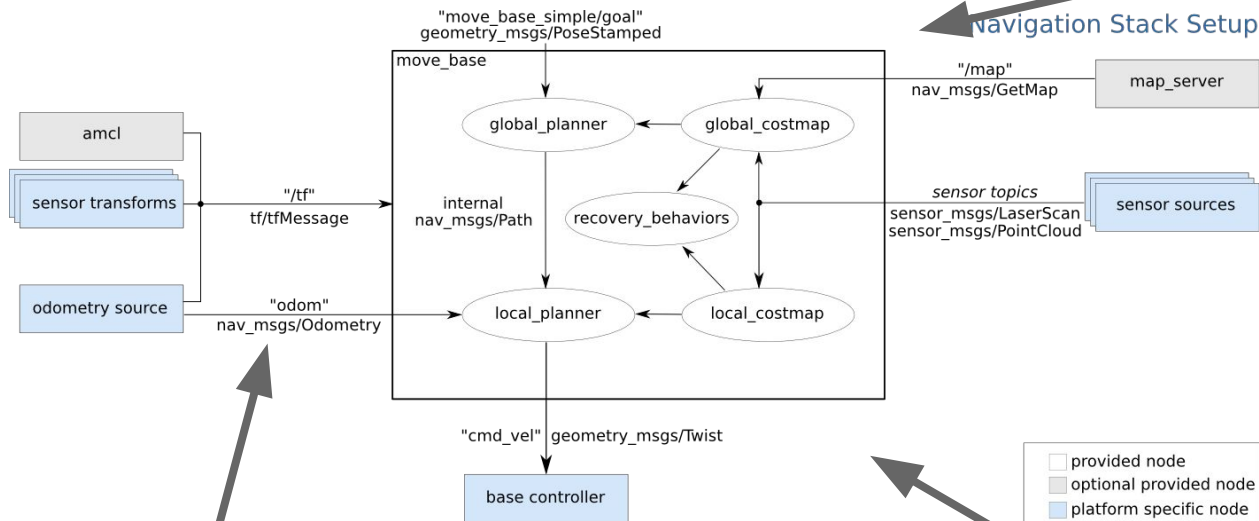 "move_base_simple/goal"
geometry_msgs/PoseStamped
Navigation Stack Setup
move_base
"/map"
nav_msgs/GetMap
map_server
amcl
global_planner
global_costmap
sensor transforms
"/tf"
tf/tfMessage
internal
nav_msgs/Path
recovery_behaviors
sensor topics
sensor_msgs/LaserScan
sensor_msgs/PointCloud
sensor sources
odometry source
"odom"
nav_msgs/Odometry
local_planner
local_costmap
"cmd_vel" geometry_msgs/Twist
base controller
provided node
optional provided node
platform specific node